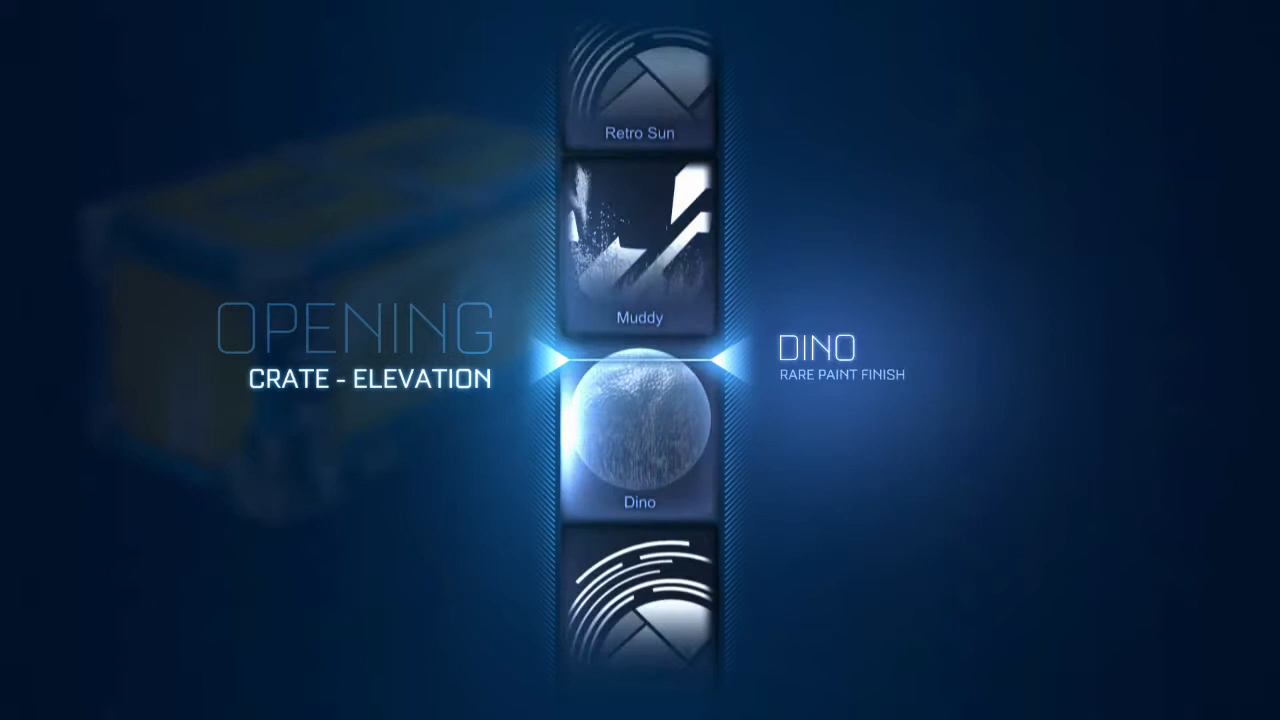 Retro Sun
Muddy
OPENING
CRATE - ELEVATION
DINO
RARE PAINT FINISH
Dino